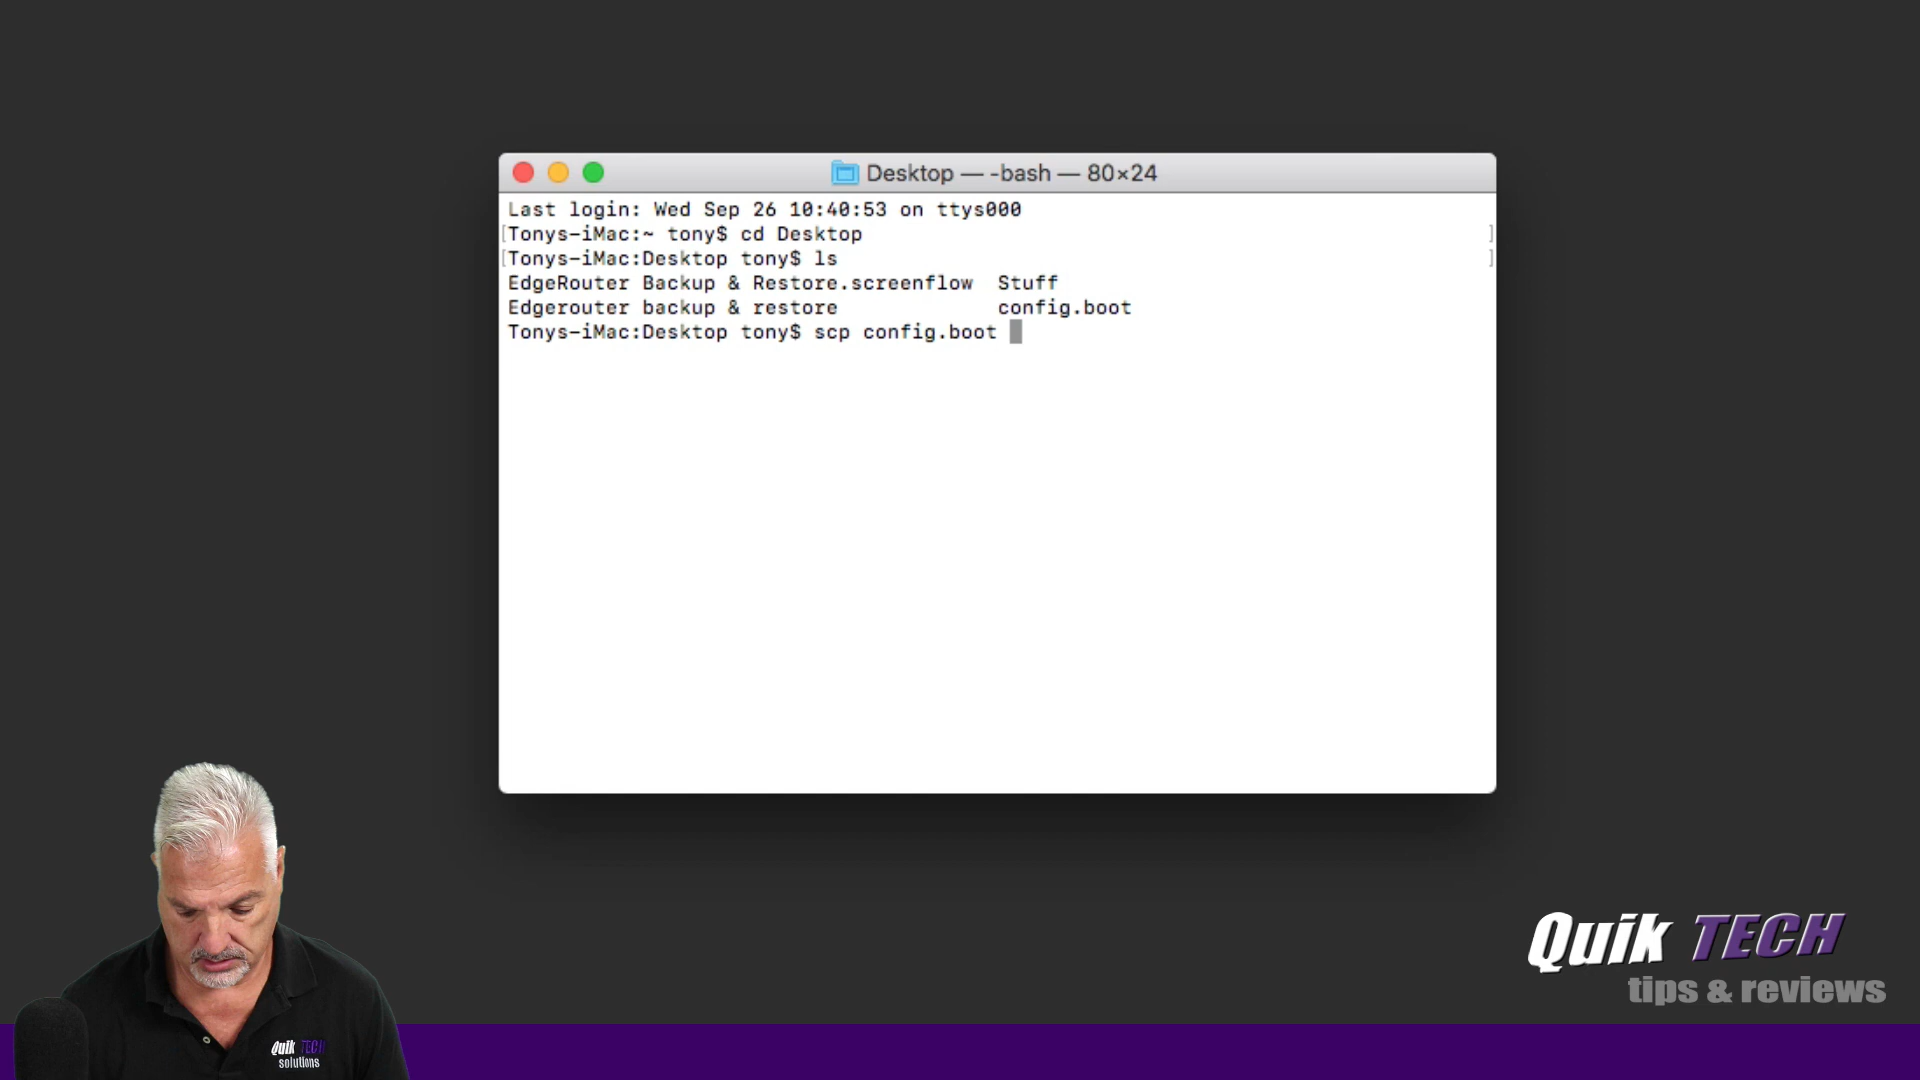 Desktop — -bash — 80×24
Last login: Wed Sep 26 10:40:53 on ttys000
[Tonys-iMac:~ tony$ cd Desktop ]
[Tonys-iMac:Desktop tony$ ls ]
EdgeRouter Backup & Restore.screenflow Stuff
Edgerouter backup & restore config.boot
Tonys-iMac:Desktop tony$ scp config.boot
Quik TECH
tips & reviews
Quik TECH
solutions